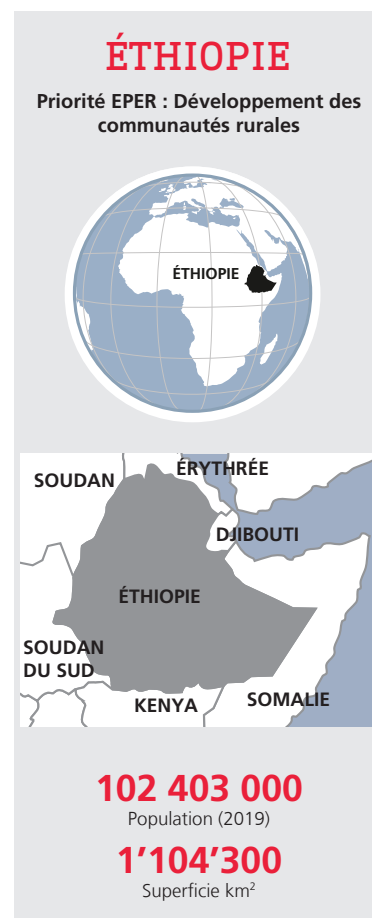 ÉTHIOPIE
Priorité EPER : Développement des
communautés rurales
ÉTHIOPIE
ÉRYTHRÉE
SOUDAN
DJIBOUTI
ÉTHIOPIE
SOUDAN
DU SUD
KENYA
SOMALIE
102 403 000
Population (2019)
1’104’300
Superficie km²